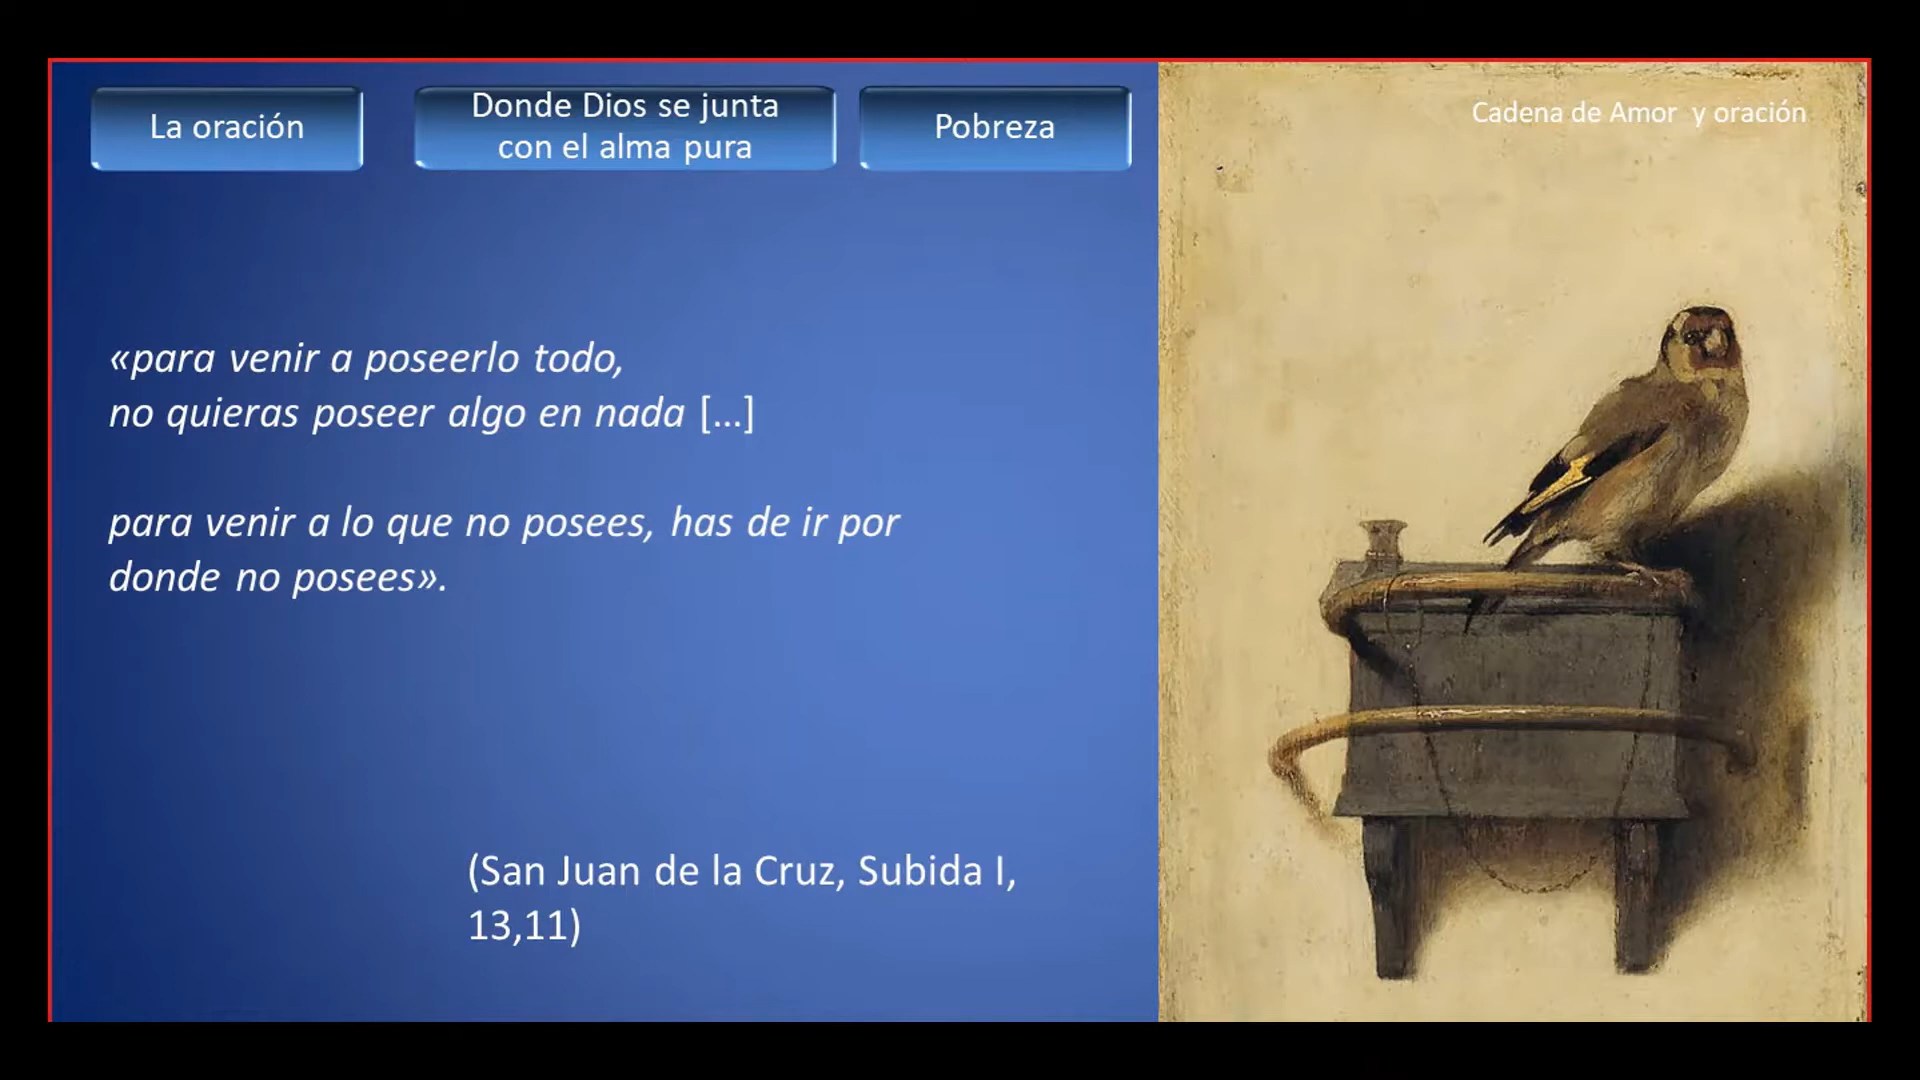 La oración
Donde Dios se junta
con el alma pura
Pobreza
Cadena de Amor y oración
«para venir a poseerlo todo,
no quieras poseer algo en nada [...]
para venir a lo que no posees, has de ir por
donde no posees».
(San Juan de la Cruz, Subida I,
13,11)